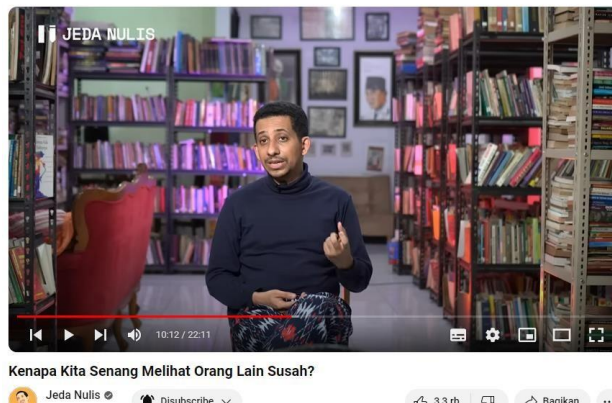 JEDA NULIS
10:12 / 22:11
Kenapa Kita Senang Melihat Orang Lain Susah?
Jeda Nulis
Disubscribe
3,3 rb
Bagikan